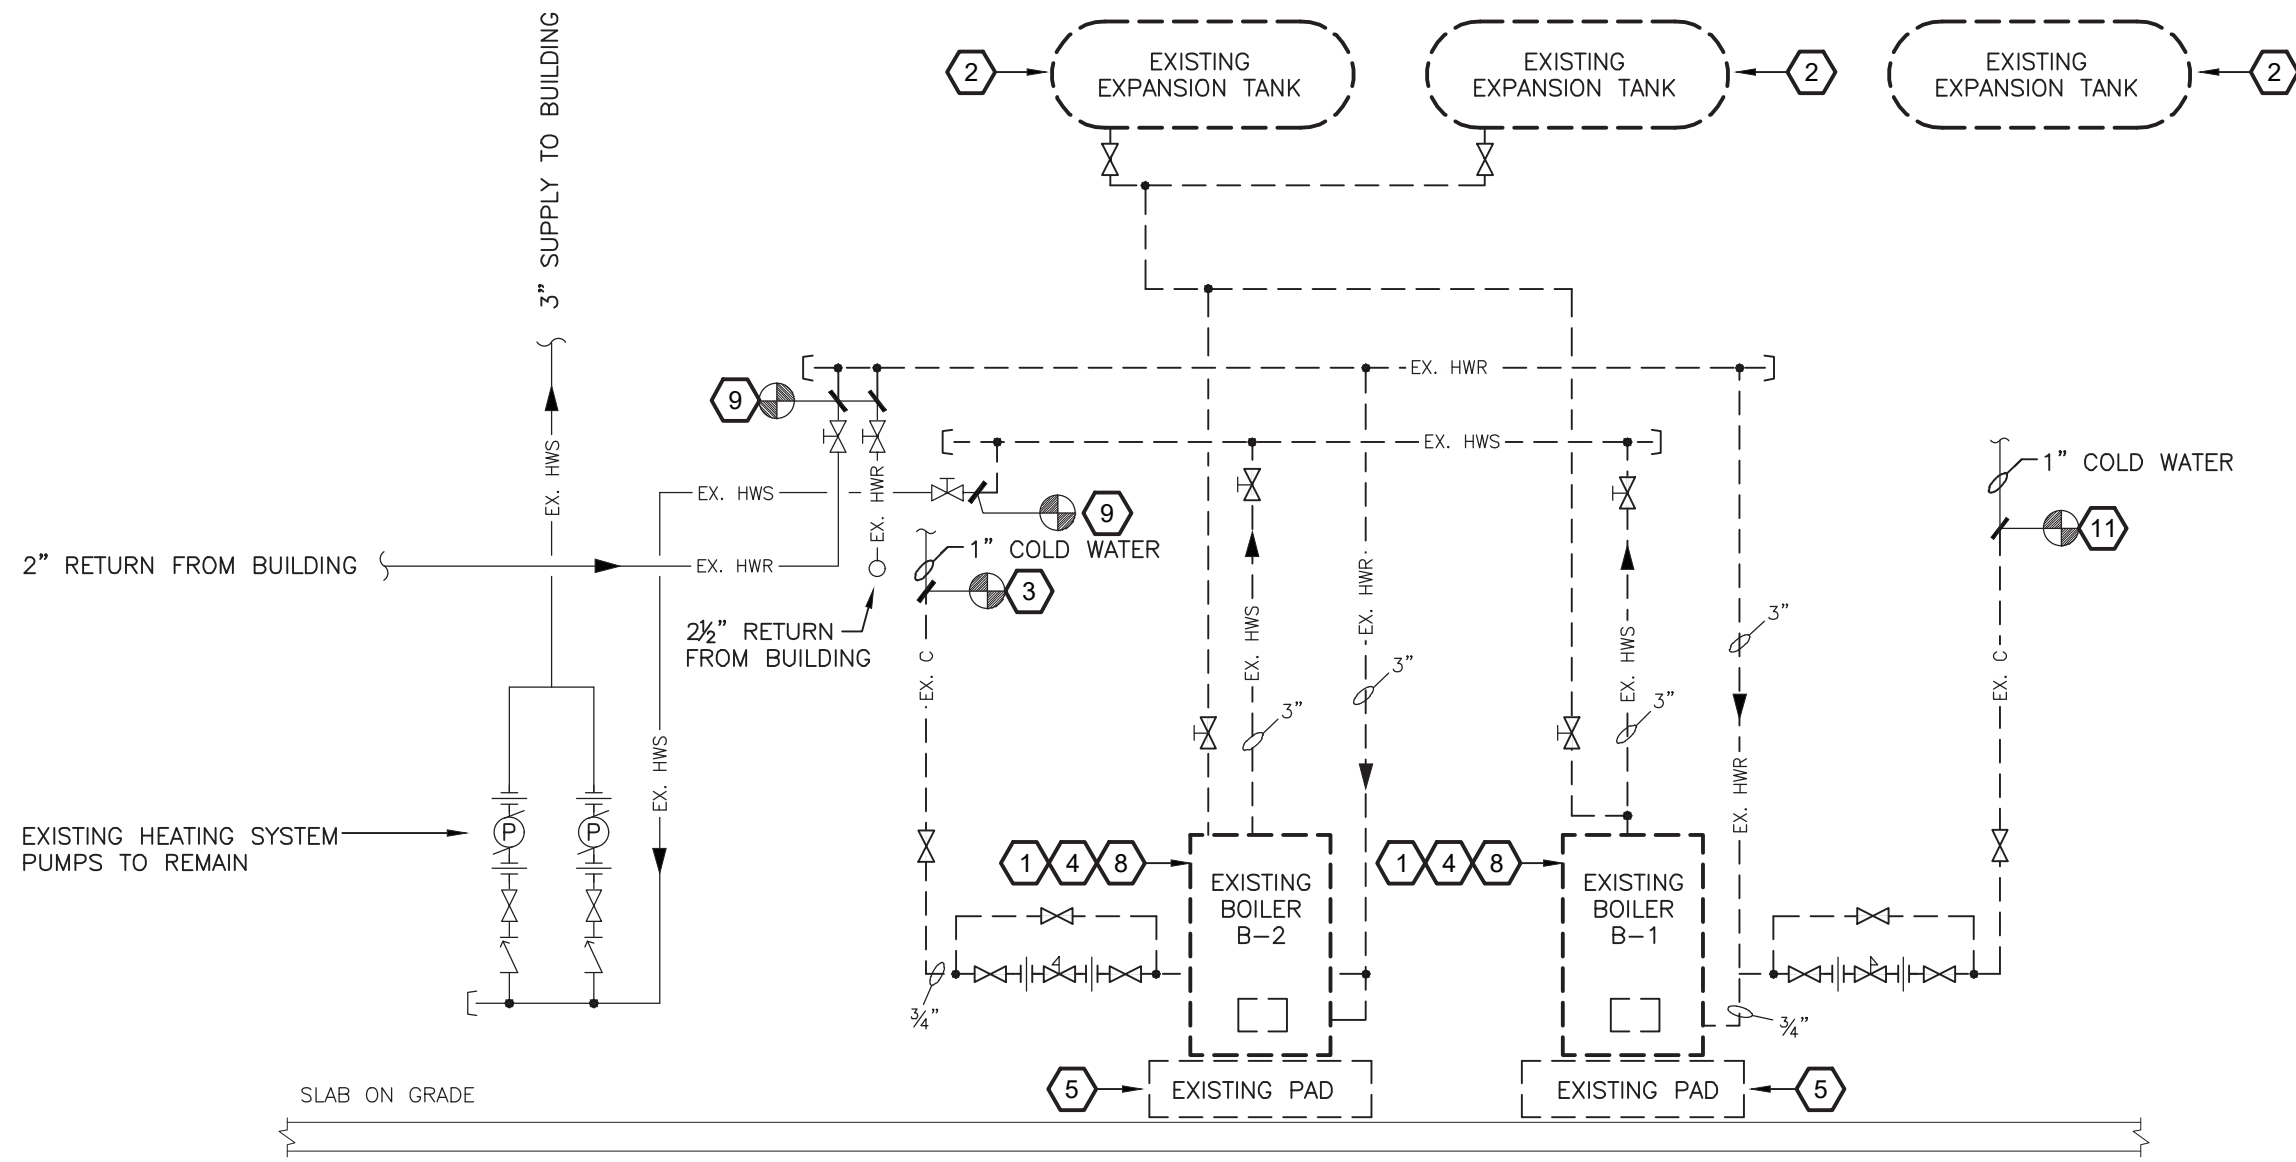 3" SUPPLY TO BUILDING
2
EXISTING
EXPANSION TANK
EXISTING
EXPANSION TANK
2
EXISTING
EXPANSION TANK
2
EX. HWR
9
EX. HWS
EX. HWS
EX. HWS
EX. HWR
9
1" COLD WATER
11
2" RETURN FROM BUILDING
EX. HWR
1" COLD WATER
3
2½" RETURN
FROM BUILDING
EX. C
EX. HWS
3"
EX. HWR
3"
EX. HWS
3"
3"
EX. HWR
EX. C
EX. HWS
EXISTING HEATING SYSTEM
PUMPS TO REMAIN
P
P
1
4
8
EXISTING
BOILER
B-2
1
4
8
EXISTING
BOILER
B-1
¾"
¾"
5
EXISTING PAD
EXISTING PAD
5
SLAB ON GRADE